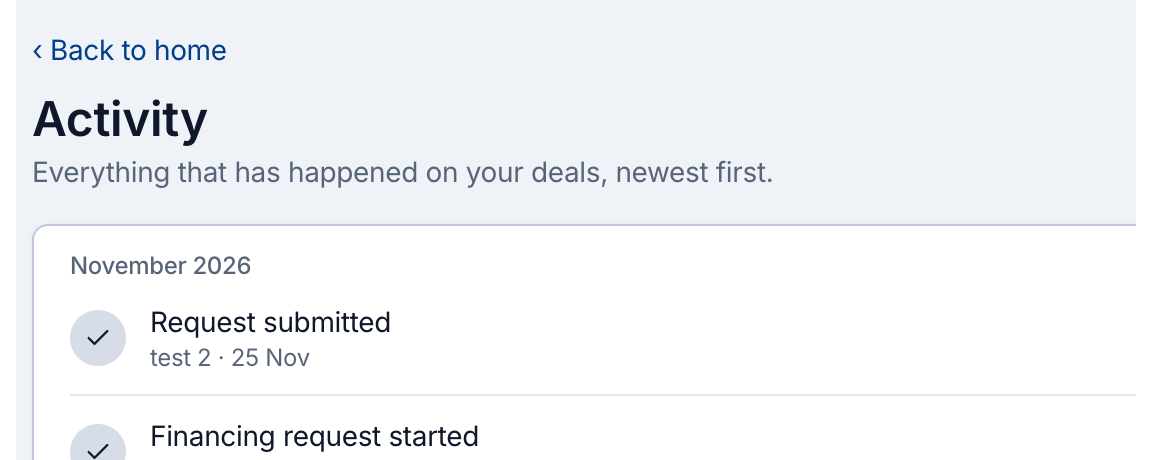 ‹ Back to home
Activity
Everything that has happened on your deals, newest first.
November 2026
Request submitted
test 2 · 25 Nov
Financing request started